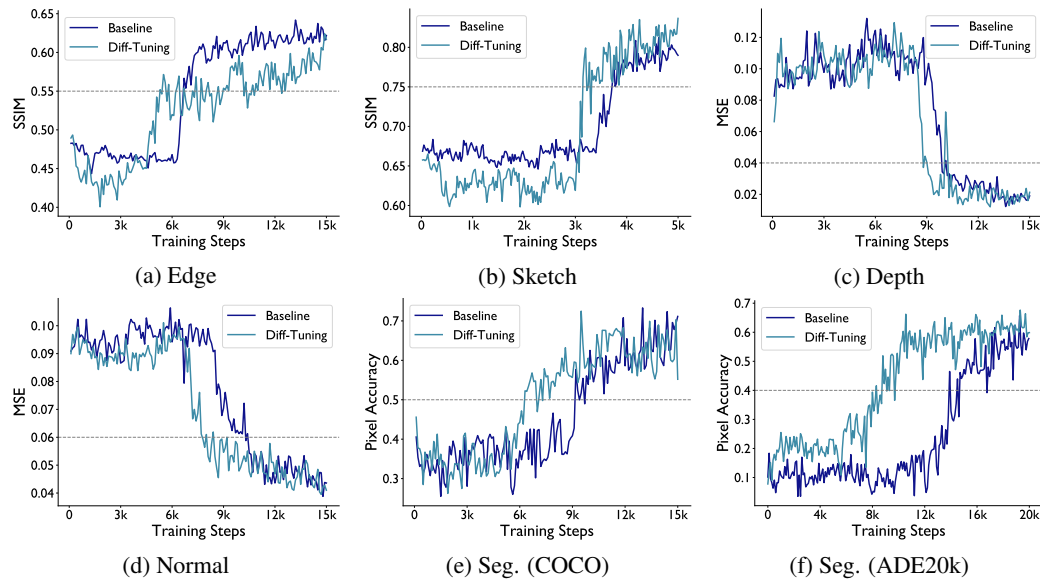 0.65
0.60
0.55
0.50
0.45
0.40
SSIM
Baseline
Diff-Tuning
0 3k 6k 9k 12k 15k
Training Steps
(a) Edge
0.80
0.75
0.70
0.65
0.60
SSIM
Baseline
Diff-Tuning
0 1k 2k 3k 4k 5k
Training Steps
(b) Sketch
0.12
0.10
0.08
0.06
0.04
0.02
MSE
Baseline
Diff-Tuning
0 3k 6k 9k 12k 15k
Training Steps
(c) Depth
0.10
0.09
0.08
0.07
0.06
0.05
0.04
MSE
Baseline
Diff-Tuning
0 3k 6k 9k 12k 15k
Training Steps
(d) Normal
0.7
0.6
0.5
0.4
0.3
Pixel Accuracy
Baseline
Diff-Tuning
0 3k 6k 9k 12k 15k
Training Steps
(e) Seg. (COCO)
0.7
0.6
0.5
0.4
0.3
0.2
0.1
Pixel Accuracy
Baseline
Diff-Tuning
0 4k 8k 12k 16k 20k
Training Steps
(f) Seg. (ADE20k)